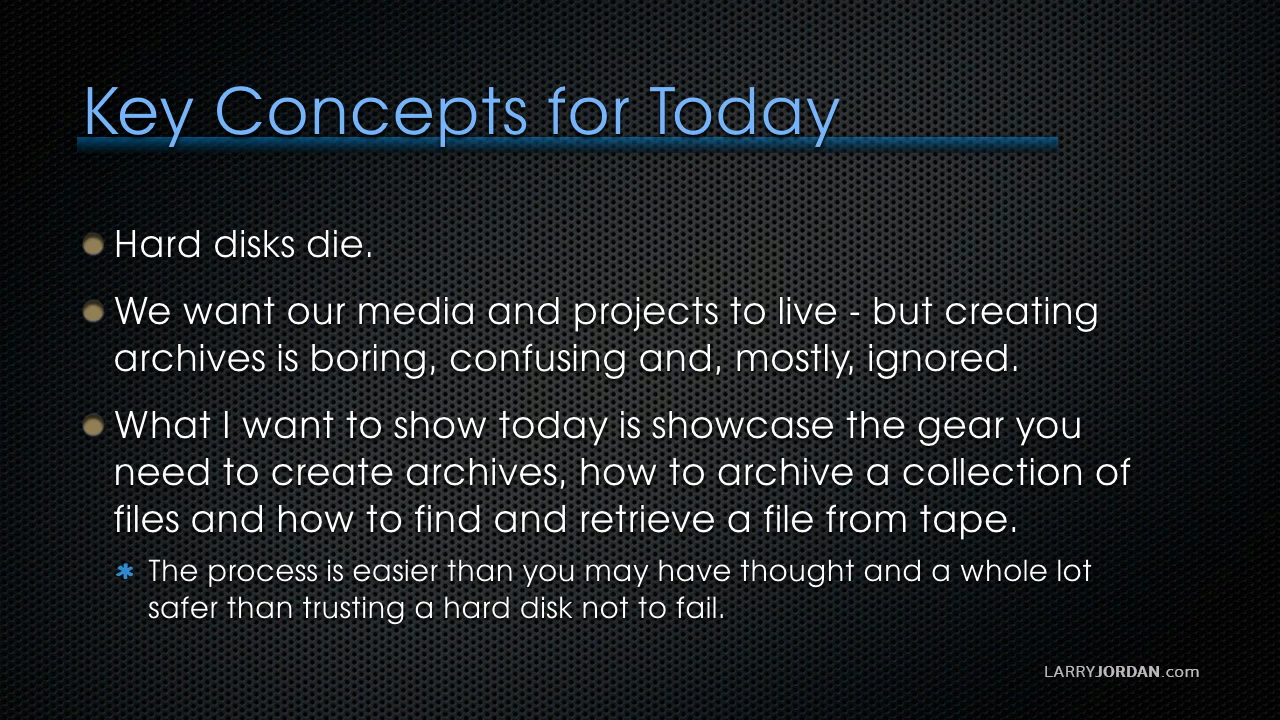 Key Concepts for Today
Hard disks die.
We want our media and projects to live - but creating
archives is boring, confusing and, mostly, ignored.
What I want to show today is showcase the gear you
need to create archives, how to archive a collection of
files and how to find and retrieve a file from tape.
The process is easier than you may have thought and a whole lot
safer than trusting a hard disk not to fail.
LARRYJORDAN.com